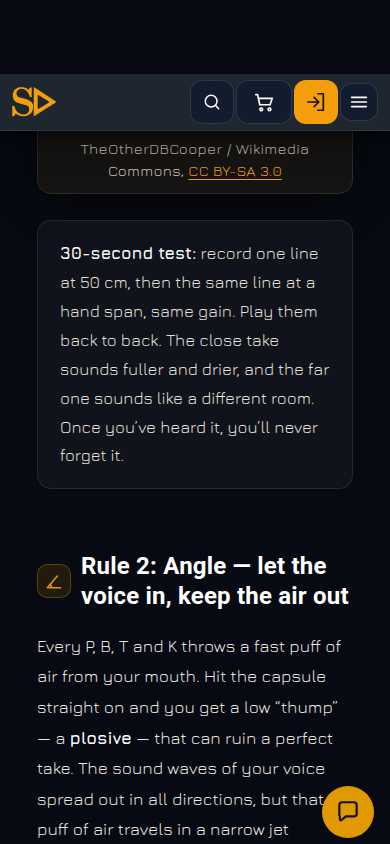 SD
TheOtherDBCooper / Wikimedia
Commons, CC BY-SA 3.0
30-second test: record one line
at 50 cm, then the same line at a
hand span, same gain. Play them
back to back. The close take
sounds fuller and drier, and the far
one sounds like a different room.
Once you’ve heard it, you’ll never
forget it.
Rule 2: Angle — let the
voice in, keep the air out
Every P, B, T and K throws a fast puff of
air from your mouth. Hit the capsule
straight on and you get a low “thump”
— a plosive — that can ruin a perfect
take. The sound waves of your voice
spread out in all directions, but that
puff of air travels in a narrow jet